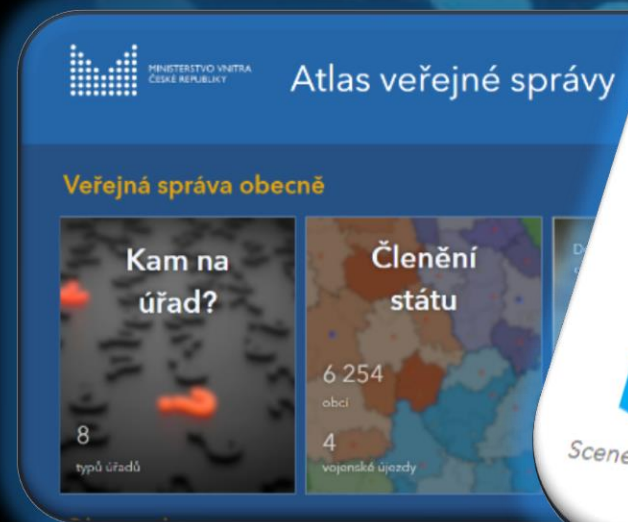 MINISTERSTVO VNITRA
ČESKÉ REPUBLIKY
Atlas veřejné správy
Veřejná správa obecně
Kam na
úřad?
8
typů úřadů
Členění
státu
6 254
obcí
4
vojenské újezdy
Scene